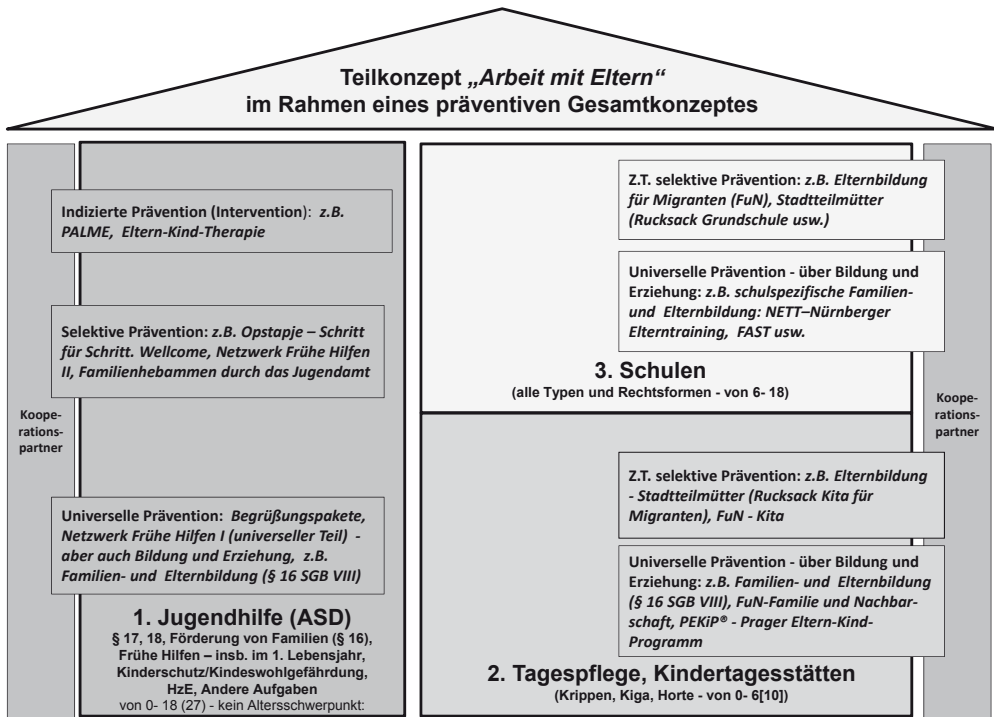 Teilkonzept „Arbeit mit Eltern“
im Rahmen eines präventiven Gesamtkonzeptes
Koope-
rations-
partner
Indizierte Prävention (Intervention): z.B.
PALME, Eltern-Kind-Therapie
Selektive Prävention: z.B. Opstapje – Schritt
für Schritt. Wellcome, Netzwerk Frühe Hilfen
II, Familienhebammen durch das Jugendamt
Universelle Prävention: Begrüßungspakete,
Netzwerk Frühe Hilfen I (universeller Teil) -
aber auch Bildung und Erziehung, z.B.
Familien- und Elternbildung (§ 16 SGB VIII)
1. Jugendhilfe (ASD)
§ 17, 18, Förderung von Familien (§ 16),
Frühe Hilfen – insb. im 1. Lebensjahr,
Kinderschutz/Kindeswohlgefährdung,
HzE, Andere Aufgaben
von 0- 18 (27) - kein Altersschwerpunkt:
Z.T. selektive Prävention: z.B. Elternbildung
für Migranten (FuN), Stadtteilmütter
(Rucksack Grundschule usw.)
Universelle Prävention - über Bildung und
Erziehung: z.B. schulspezifische Familien-
und Elternbildung: NETT–Nürnberger
Elterntraining, FAST usw.
3. Schulen
(alle Typen und Rechtsformen - von 6- 18)
Z.T. selektive Prävention: z.B. Elternbildung
- Stadtteilmütter (Rucksack Kita für
Migranten), FuN - Kita
Universelle Prävention - über Bildung und
Erziehung: z.B. Familien- und Elternbildung
(§ 16 SGB VIII), FuN-Familie und Nachbar-
schaft, PEKiP® - Prager Eltern-Kind-
Programm
2. Tagespflege, Kindertagesstätten
(Krippen, Kiga, Horte - von 0- 6[10])
Koope-
rations-
partner